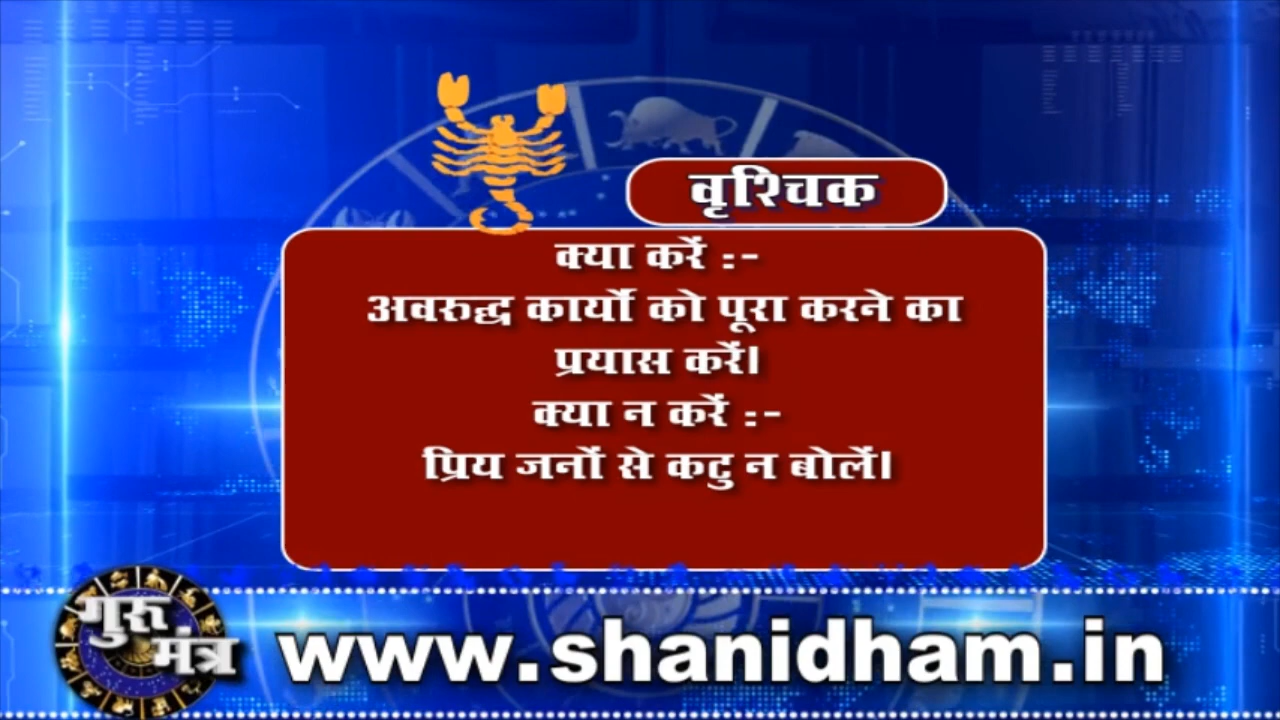 वृश्चिक
क्या करें :-
अवरुद्ध कार्यों को पूरा करने का
प्रयास करें।
क्या न करें :-
प्रिय जनों से कटु न बोलें।
गुरु
मंत्र
www.shanidham.in